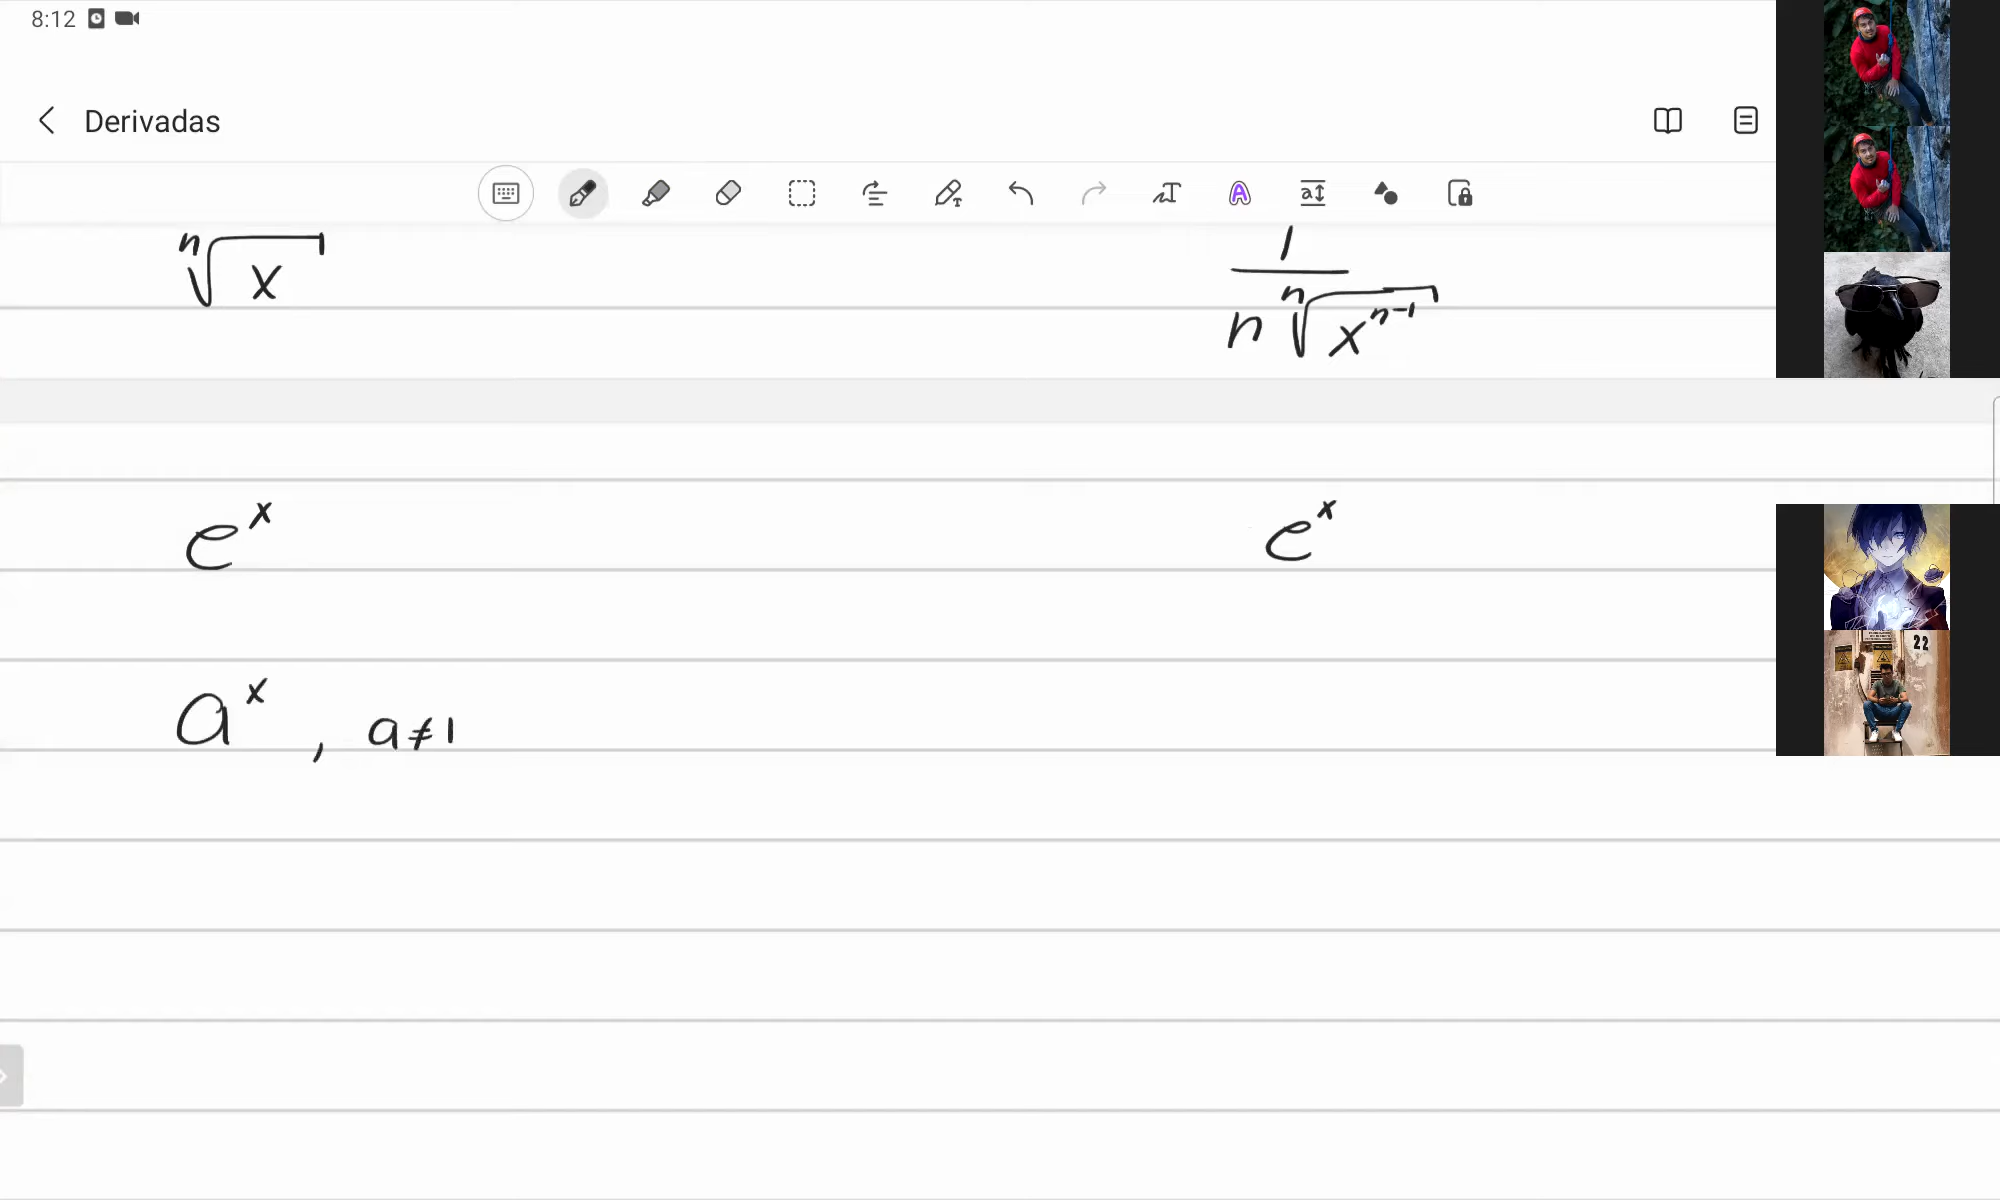 8:12
Derivadas
ⁿ√x
1 / (n ⁿ√(xⁿ⁻¹))
eˣ eˣ
aˣ , a≠1
22